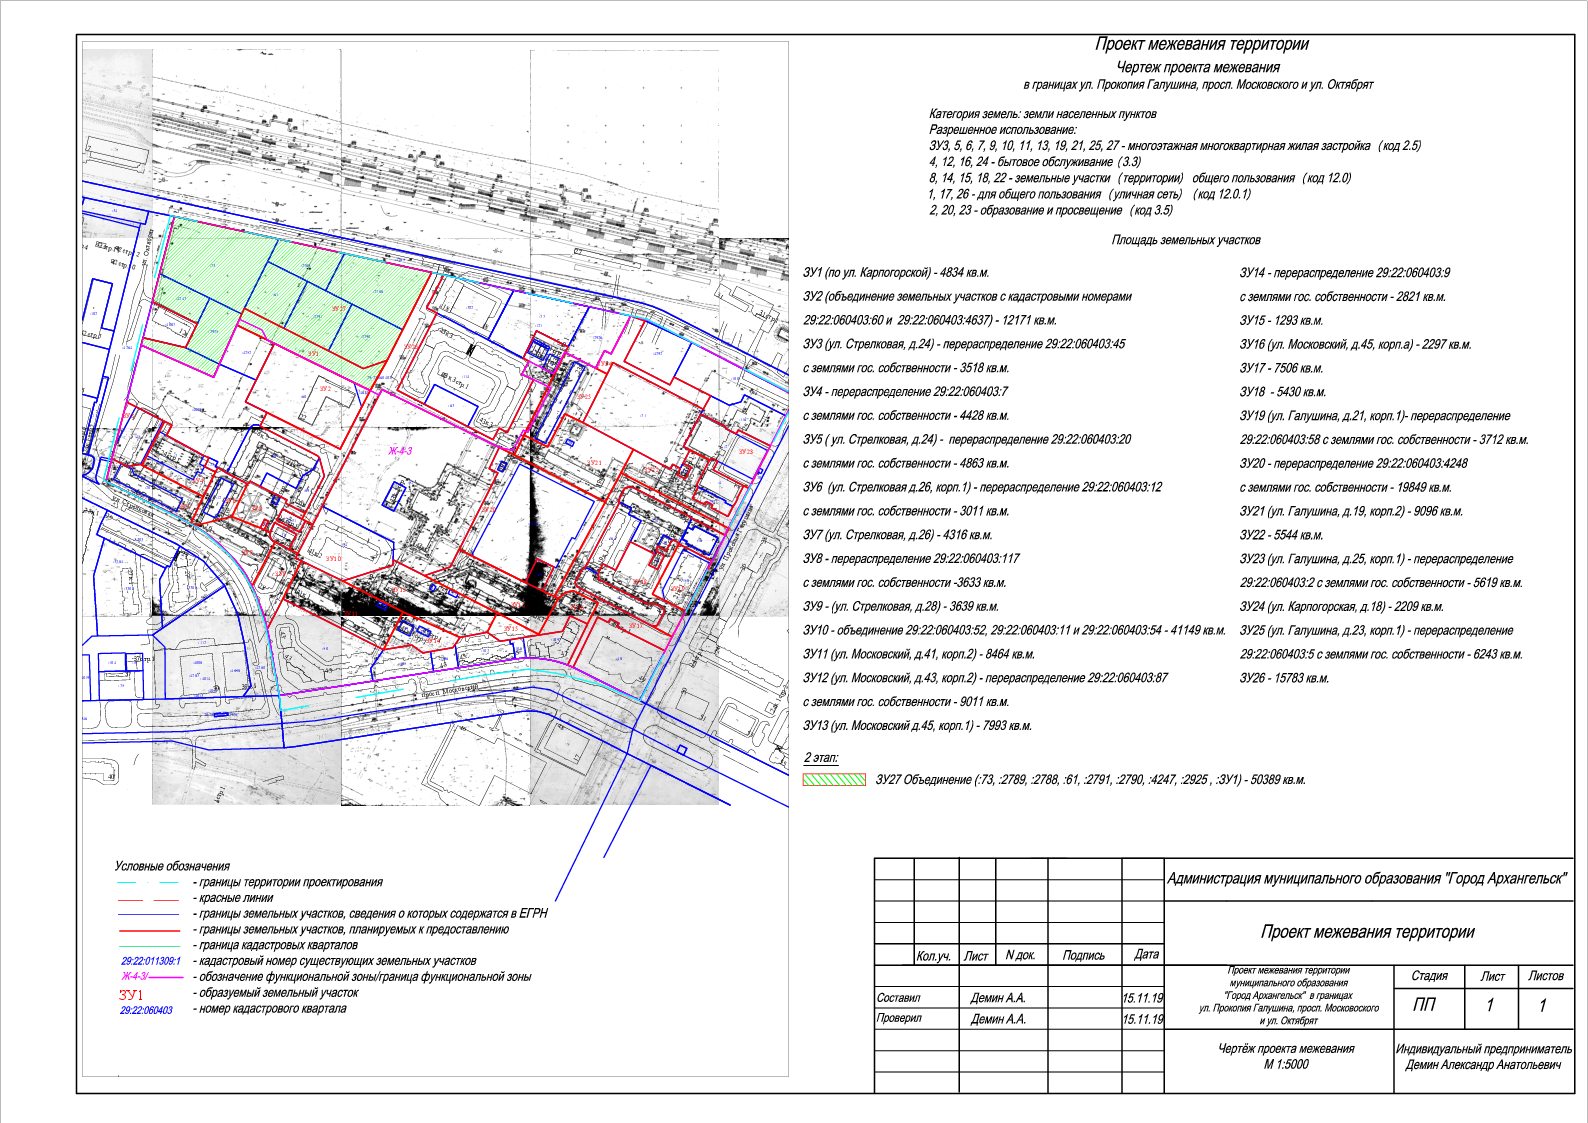 Проект межевания территории
Чертеж проекта межевания
в границах ул. Прокопия Галушина, просп. Московского и ул. Октябрят
Категория земель: земли населенных пунктов
Разрешенное использование:
ЗУ3, 5, 6, 7, 9, 10, 11, 13, 19, 21, 25, 27 - многоэтажная многоквартирная жилая застройка (код 2.5)
4, 12, 16, 24 - бытовое обслуживание (3.3)
8, 14, 15, 18, 22 - земельные участки (территории) общего пользования (код 12.0)
1, 17, 26 - для общего пользования (уличная сеть) (код 12.0.1)
2, 20, 23 - образование и просвещение (код 3.5)
Площадь земельных участков
ЗУ1 (по ул. Карпогорской) - 4834 кв.м.
ЗУ2 (объединение земельных участков с кадастровыми номерами
29:22:060403:60 и 29:22:060403:4637) - 12171 кв.м.
ЗУ3 (ул. Стрелковая, д.24) - перераспределение 29:22:060403:45
с землями гос. собственности - 3518 кв.м.
ЗУ4 - перераспределение 29:22:060403:7
с землями гос. собственности - 4428 кв.м.
ЗУ5 ( ул. Стрелковая, д.24) - перераспределение 29:22:060403:20
с землями гос. собственности - 4863 кв.м.
ЗУ6 (ул. Стрелковая д.26, корп.1) - перераспределение 29:22:060403:12
с землями гос. собственности - 3011 кв.м.
ЗУ7 (ул. Стрелковая, д.26) - 4316 кв.м.
ЗУ8 - перераспределение 29:22:060403:117
с землями гос. собственности -3633 кв.м.
ЗУ9 - (ул. Стрелковая, д.28) - 3639 кв.м.
ЗУ10 - объединение 29:22:060403:52, 29:22:060403:11 и 29:22:060403:54 - 41149 кв.м.
ЗУ11 (ул. Московский, д.41, корп.2) - 8464 кв.м.
ЗУ12 (ул. Московский, д.43, корп.2) - перераспределение 29:22:060403:87
с землями гос. собственности - 9011 кв.м.
ЗУ13 (ул. Московский д.45, корп.1) - 7993 кв.м.
ЗУ14 - перераспределение 29:22:060403:9
с землями гос. собственности - 2821 кв.м.
ЗУ15 - 1293 кв.м.
ЗУ16 (ул. Московский, д.45, корп.а) - 2297 кв.м.
ЗУ17 - 7506 кв.м.
ЗУ18 - 5430 кв.м.
ЗУ19 (ул. Галушина, д.21, корп.1)- перераспределение
29:22:060403:58 с землями гос. собственности - 3712 кв.м.
ЗУ20 - перераспределение 29:22:060403:4248
с землями гос. собственности - 19849 кв.м.
ЗУ21 (ул. Галушина, д.19, корп.2) - 9096 кв.м.
ЗУ22 - 5544 кв.м.
ЗУ23 (ул. Галушина, д.25, корп.1) - перераспределение
29:22:060403:2 с землями гос. собственности - 5619 кв.м.
ЗУ24 (ул. Карпогорская, д.18) - 2209 кв.м.
ЗУ25 (ул. Галушина, д.23, корп.1) - перераспределение
29:22:060403:5 с землями гос. собственности - 6243 кв.м.
ЗУ26 - 15783 кв.м.
2 этап:
ЗУ27 Объединение (:73, :2789, :2788, :61, :2791, :2790, :4247, :2925 , :ЗУ1) - 50389 кв.м.
ул. Октябрят
ЗУ27
ЗУ1
ЗУ2
Ж-4-3
ЗУ25
ЗУ21
ЗУ23
ЗУ10
ЗУ13
просп. Московский
Условные обозначения
- границы территории проектирования
- красные линии
- границы земельных участков, сведения о которых содержатся в ЕГРН
- границы земельных участков, планируемых к предоставлению
- граница кадастровых кварталов
29:22:011309:1 - кадастровый номер существующих земельных участков
Ж-4-3/ - обозначение функциональной зоны/граница функциональной зоны
ЗУ1 - образуемый земельный участок
29:22:060403 - номер кадастрового квартала
Администрация муниципального образования "Город Архангельск"
Проект межевания территории
Кол.уч. Лист N док. Подпись Дата
Составил Демин А.А. 15.11.19
Проверил Демин А.А. 15.11.19
Проект межевания территории
муниципального образования
"Город Архангельск" в границах
ул. Прокопия Галушина, просп. Московоского
и ул. Октябрят
Стадия Лист Листов
ПП 1 1
Чертёж проекта межевания
М 1:5000
Индивидуальный предприниматель
Демин Александр Анатольевич